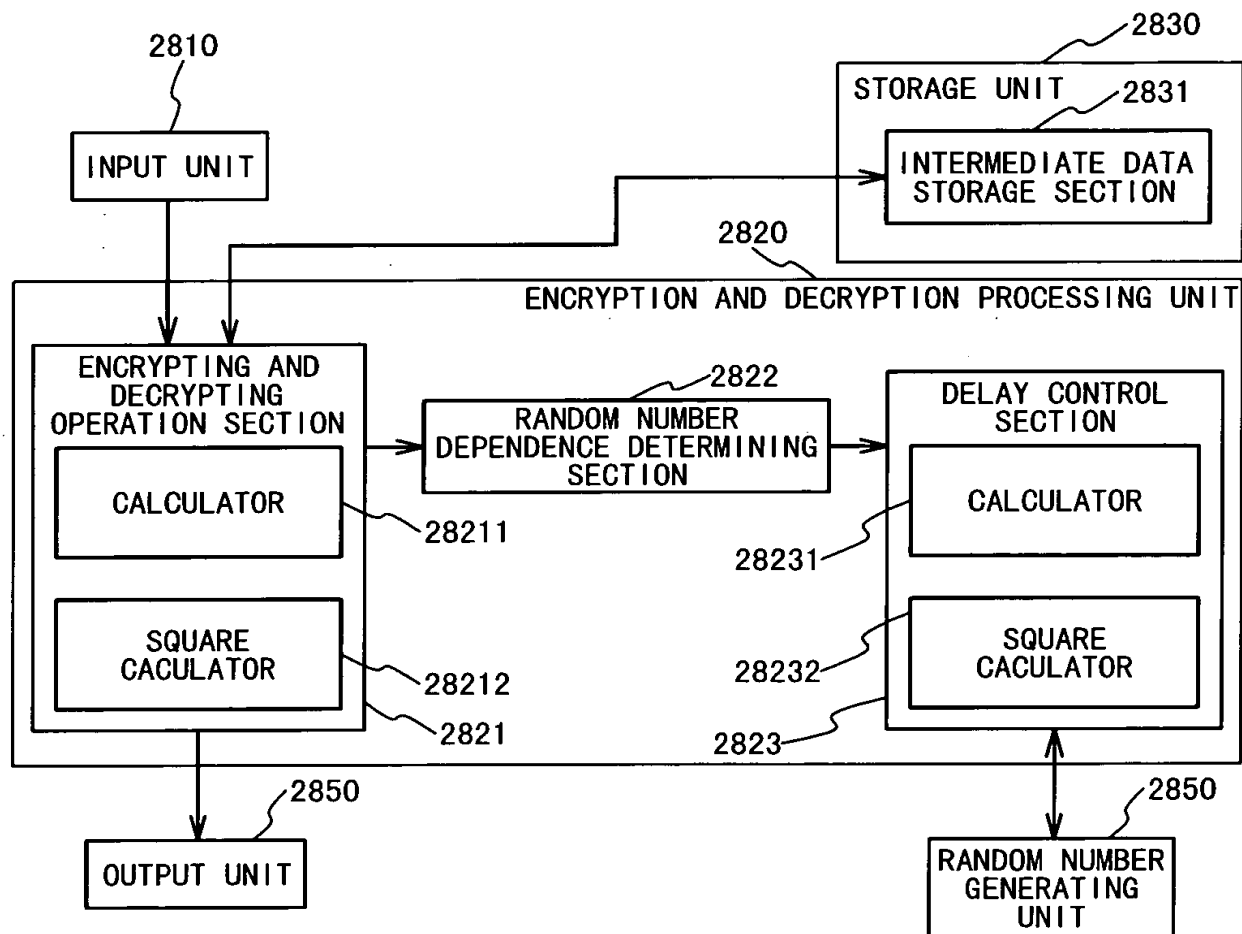 2810
INPUT UNIT
2830
STORAGE UNIT
2831
INTERMEDIATE DATA
STORAGE SECTION
2820
ENCRYPTION AND DECRYPTION PROCESSING UNIT
ENCRYPTING AND
DECRYPTING
OPERATION SECTION
CALCULATOR
28211
SQUARE
CACULATOR
28212
2821
2822
RANDOM NUMBER
DEPENDENCE DETERMINING
SECTION
DELAY CONTROL
SECTION
CALCULATOR
28231
SQUARE
CACULATOR
28232
2823
2850
OUTPUT UNIT
2850
RANDOM NUMBER
GENERATING
UNIT